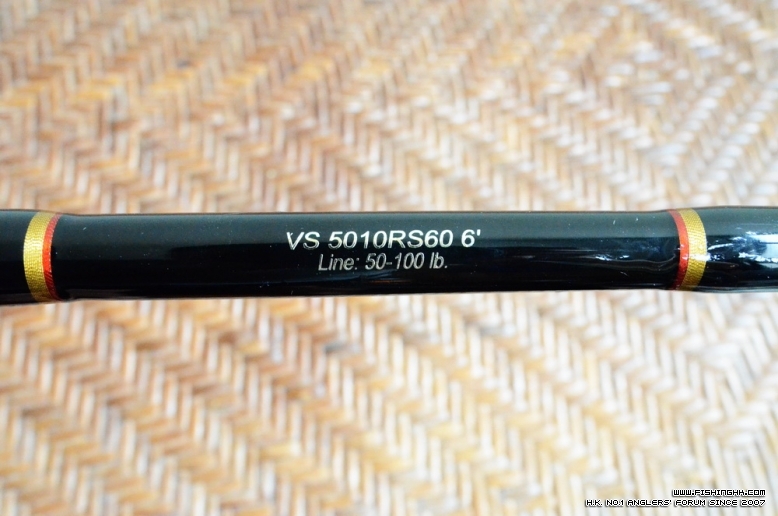 VS 5010RS60 6'
Line: 50-100 lb.
www.FISHINGHK.COM
H.K. NO.1 ANGLERS' FORUM SINCE 2007